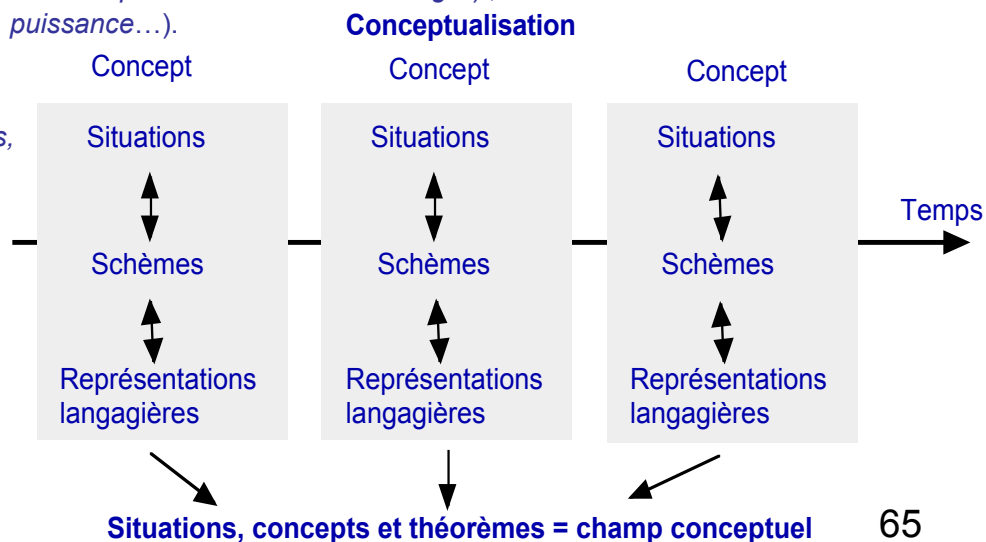 puissance…).
Conceptualisation
Concept Concept Concept
s,
Situations Situations Situations
Temps
Schèmes Schèmes Schèmes
Représentations langagières
Représentations langagières
Représentations langagières
Situations, concepts et théorèmes = champ conceptuel
65